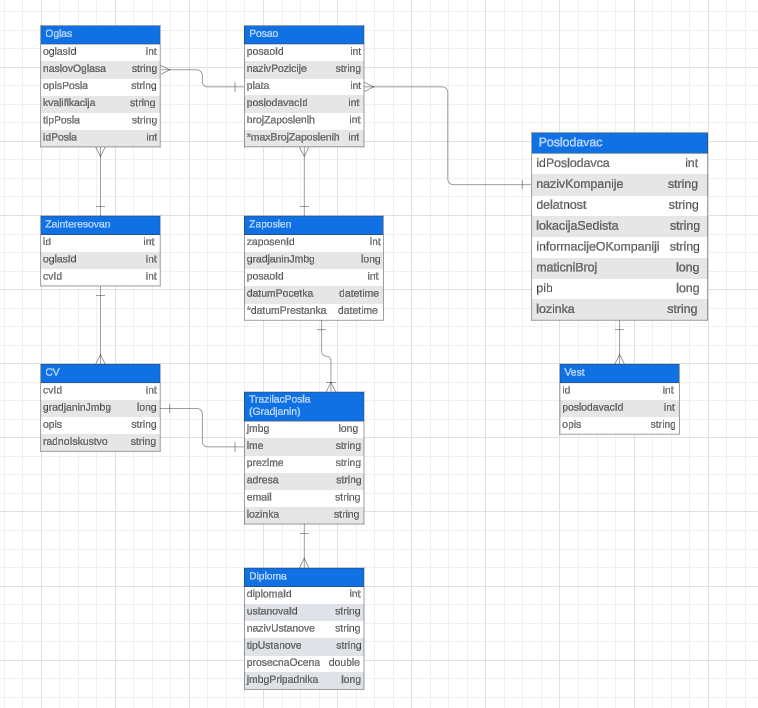 Oglas
oglasId int
naslovOglasa string
opisPosla string
kvalifikacija string
tipPosla string
idPosla int
Posao
posaoId int
nazivPozicije string
plata int
poslodavacId int
brojZaposlenih int
*maxBrojZaposlenih int
Poslodavac
idPoslodavca int
nazivKompanije string
delatnost string
lokacijaSedista string
informacijeOKompaniji string
maticniBroj long
pib long
lozinka string
Zainteresovan
id int
oglasId int
cvId int
Zaposlen
zaposenId int
gradjaninJmbg long
posaoId int
datumPocetka datetime
*datumPrestanka datetime
CV
cvId int
gradjaninJmbg long
opis string
radnoIskustvo string
TrazilacPosla
(Gradjanin)
jmbg long
ime string
prezime string
adresa string
email string
lozinka string
Vest
id int
poslodavacId int
opis string
Diploma
diplomaId int
ustanovaId string
nazivUstanove string
tipUstanove string
prosecnaOcena double
jmbgPripadnika long